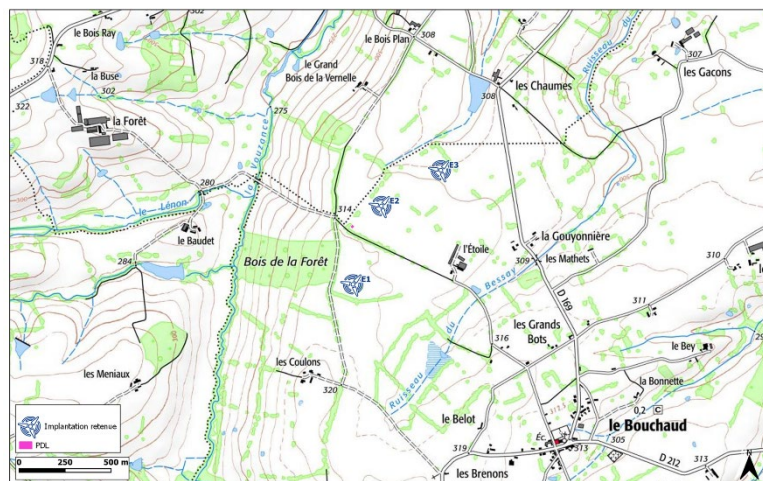 302
le Bois Ray
318
la Buse
302
322
la Forêt
le Grand
Bois de la Vernelle
275
le Bois Plan
308
Ruisseau du
307
les Gacons
les Chaumes
308
E3
E2
314
la Vouzance
280
le Lénon
le Baudet
284
Bois de la Forêt
E1
l'Étoile
la Gouyonnière
309
les Mathets
310
D 169
311
Ruisseau du Bessay
316
les Grands
Bots
le Bey
la Bonnette
les Coulons
320
les Meniaux
le Belot
0,2 C
le Bouchaud
Éc.
313
305
319
D 212
313
les Brenons
Implantation retenue
PDL
0 250 500 m
N